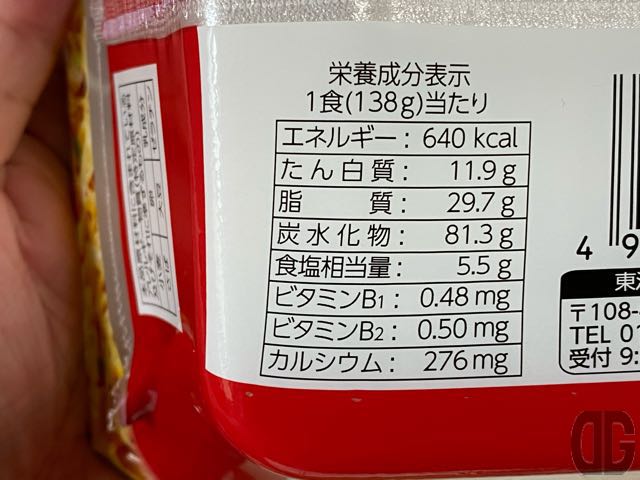 栄養成分表示
1食(138g)当たり
エネルギー: 640 kcal
たん白質: 11.9 g
脂質: 29.7 g
炭水化物: 81.3 g
食塩相当量: 5.5 g
ビタミンB1: 0.48 mg
ビタミンB2: 0.50 mg
カルシウム: 276 mg
4 9
東
〒108-
TEL 01
受付 9:
DG